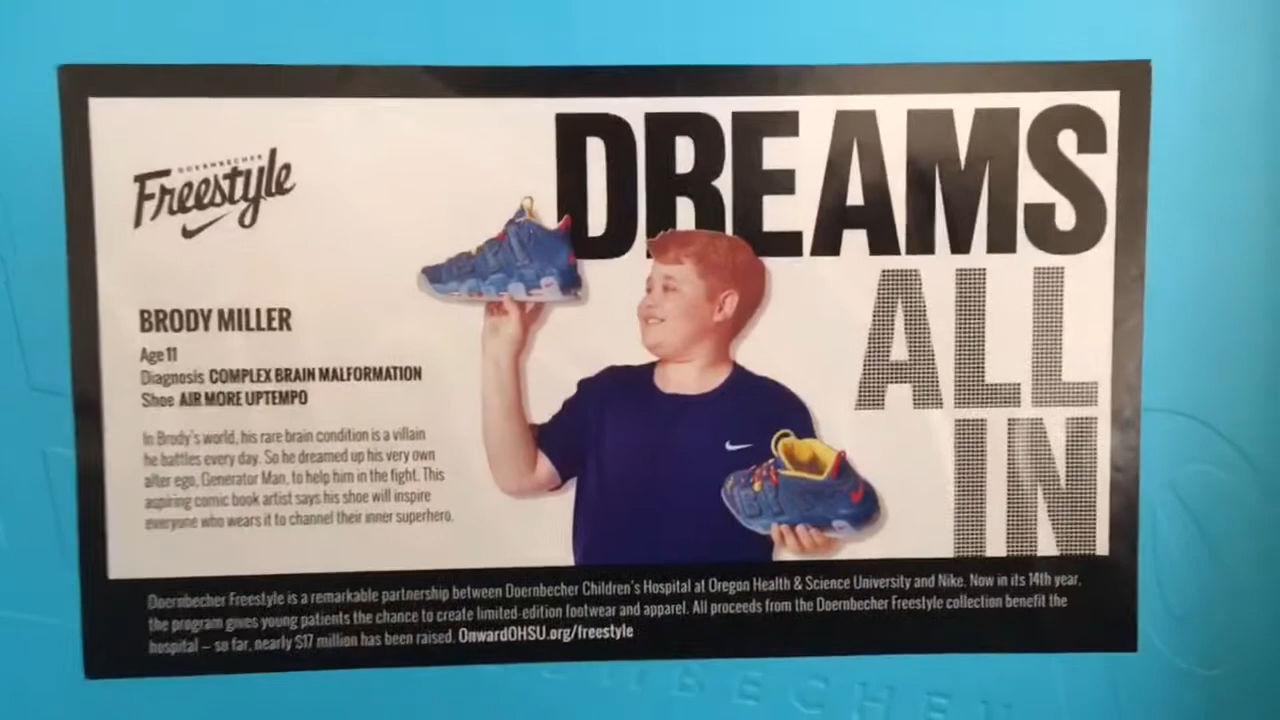 DOERNBECHER
Freestyle
DREAMS
ALL
IN
BRODY MILLER
Age 11
Diagnosis COMPLEX BRAIN MALFORMATION
Shoe AIR MORE UPTEMPO
In Brody's world, his rare brain condition is a villain
he battles every day. So he dreamed up his very own
alter ego, Generator Man, to help him in the fight. This
aspiring comic book artist says his shoe will inspire
everyone who wears it to channel their inner superhero.
Doernbecher Freestyle is a remarkable partnership between Doernbecher Children's Hospital at Oregon Health & Science University and Nike. Now in its 14th year,
the program gives young patients the chance to create limited-edition footwear and apparel. All proceeds from the Doernbecher Freestyle collection benefit the
hospital – so far, nearly $17 million has been raised. OnwardOHSU.org/freestyle